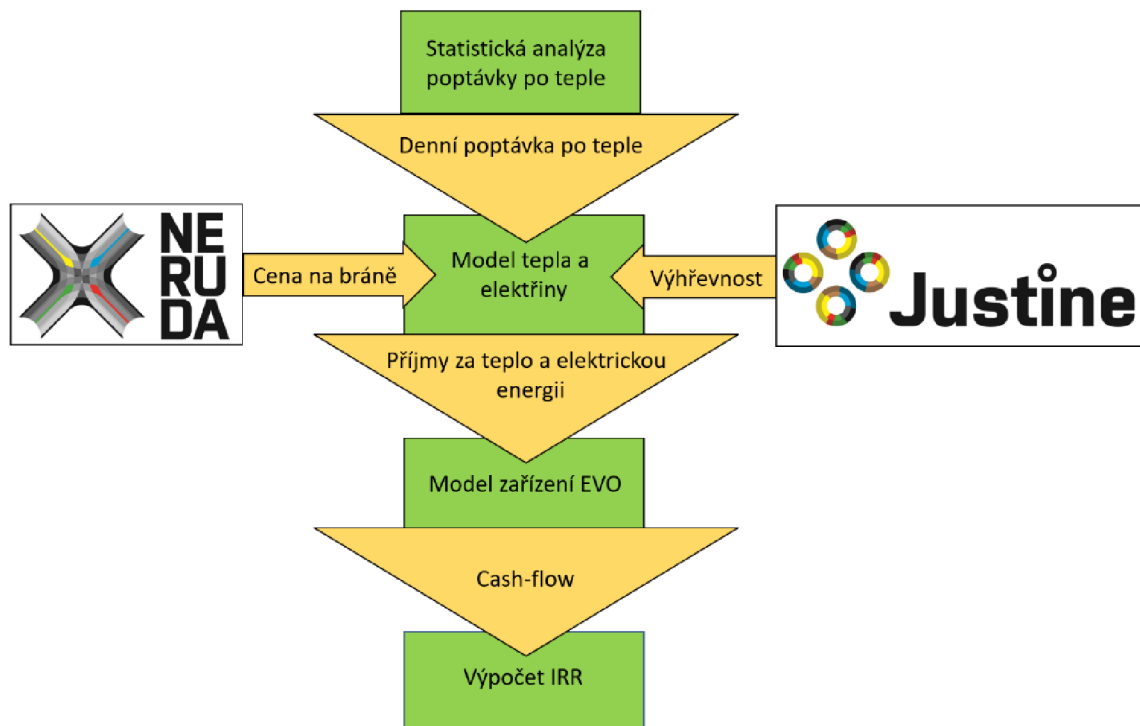 Statistická analýza
poptávky po teple
Denní poptávka po teple
NE
RU
DA
Cena na bráně
Model tepla a
elektřiny
Výhřevnost
Justine
Příjmy za teplo a elektrickou
energii
Model zařízení EVO
Cash-flow
Výpočet IRR